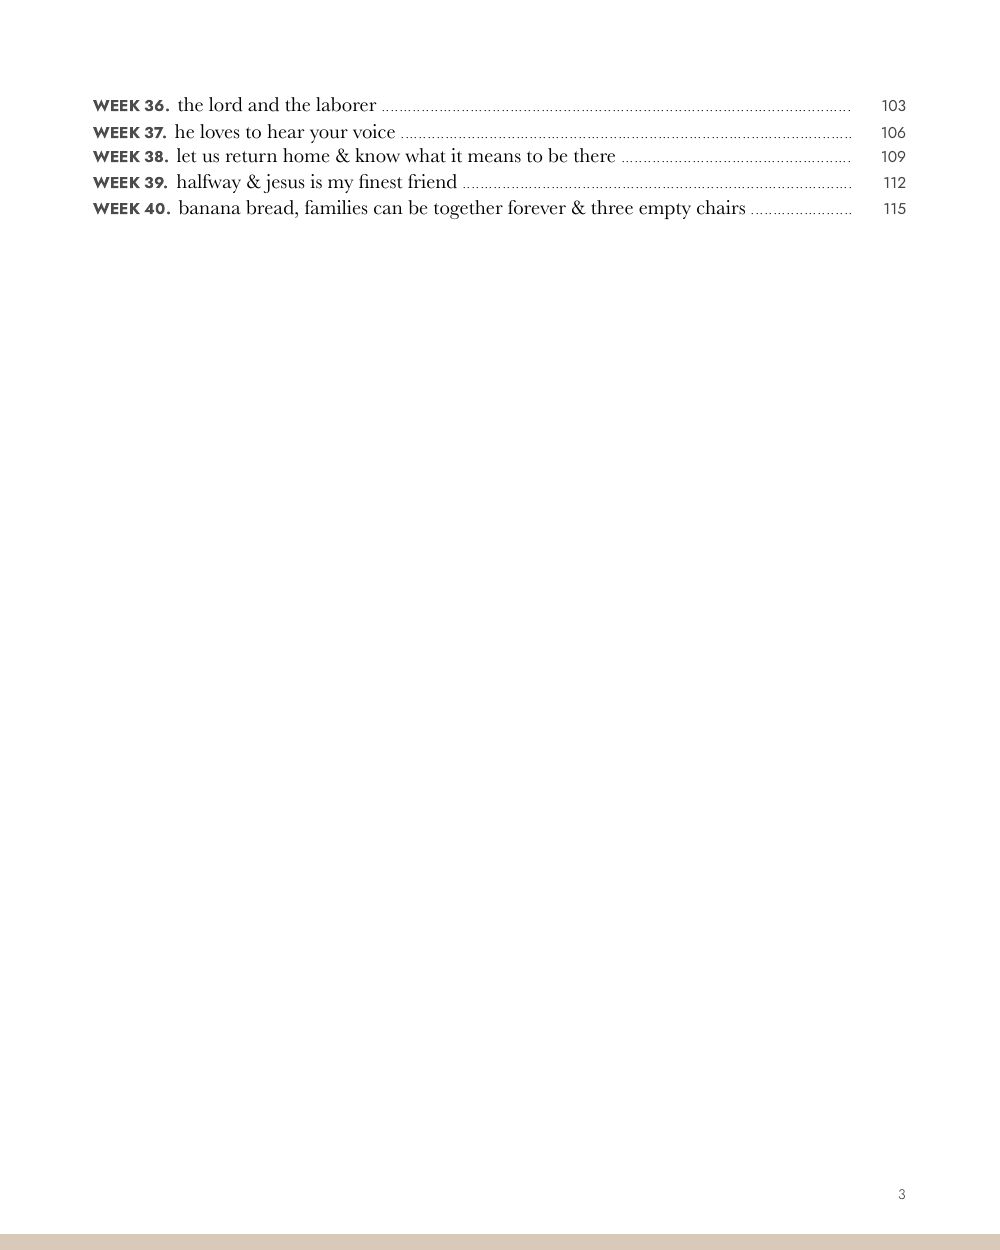 WEEK 36. the lord and the laborer ........................................................................................................ 103
WEEK 37. he loves to hear your voice .................................................................................................... 106
WEEK 38. let us return home & know what it means to be there .................................................... 109
WEEK 39. halfway & jesus is my finest friend ....................................................................................... 112
WEEK 40. banana bread, families can be together forever & three empty chairs ....................... 115
3